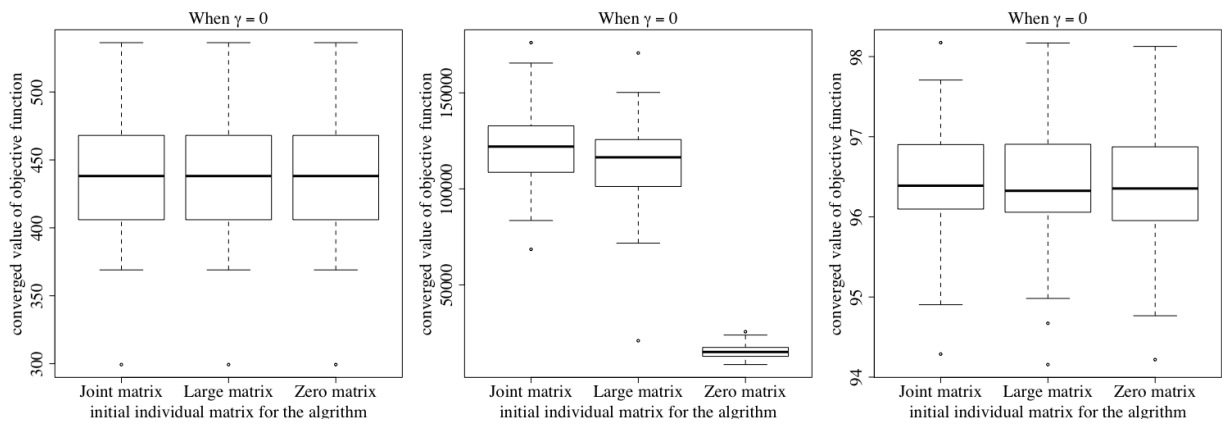 When γ = 0
converged value of objective function
500
450
400
350
300
Joint matrix Large matrix Zero matrix
initial individual matrix for the algrithm
When γ = 0
converged value of objective function
150000
100000
50000
Joint matrix Large matrix Zero matrix
initial individual matrix for the algrithm
When γ = 0
converged value of objective function
98
97
96
95
94
Joint matrix Large matrix Zero matrix
initial individual matrix for the algrithm